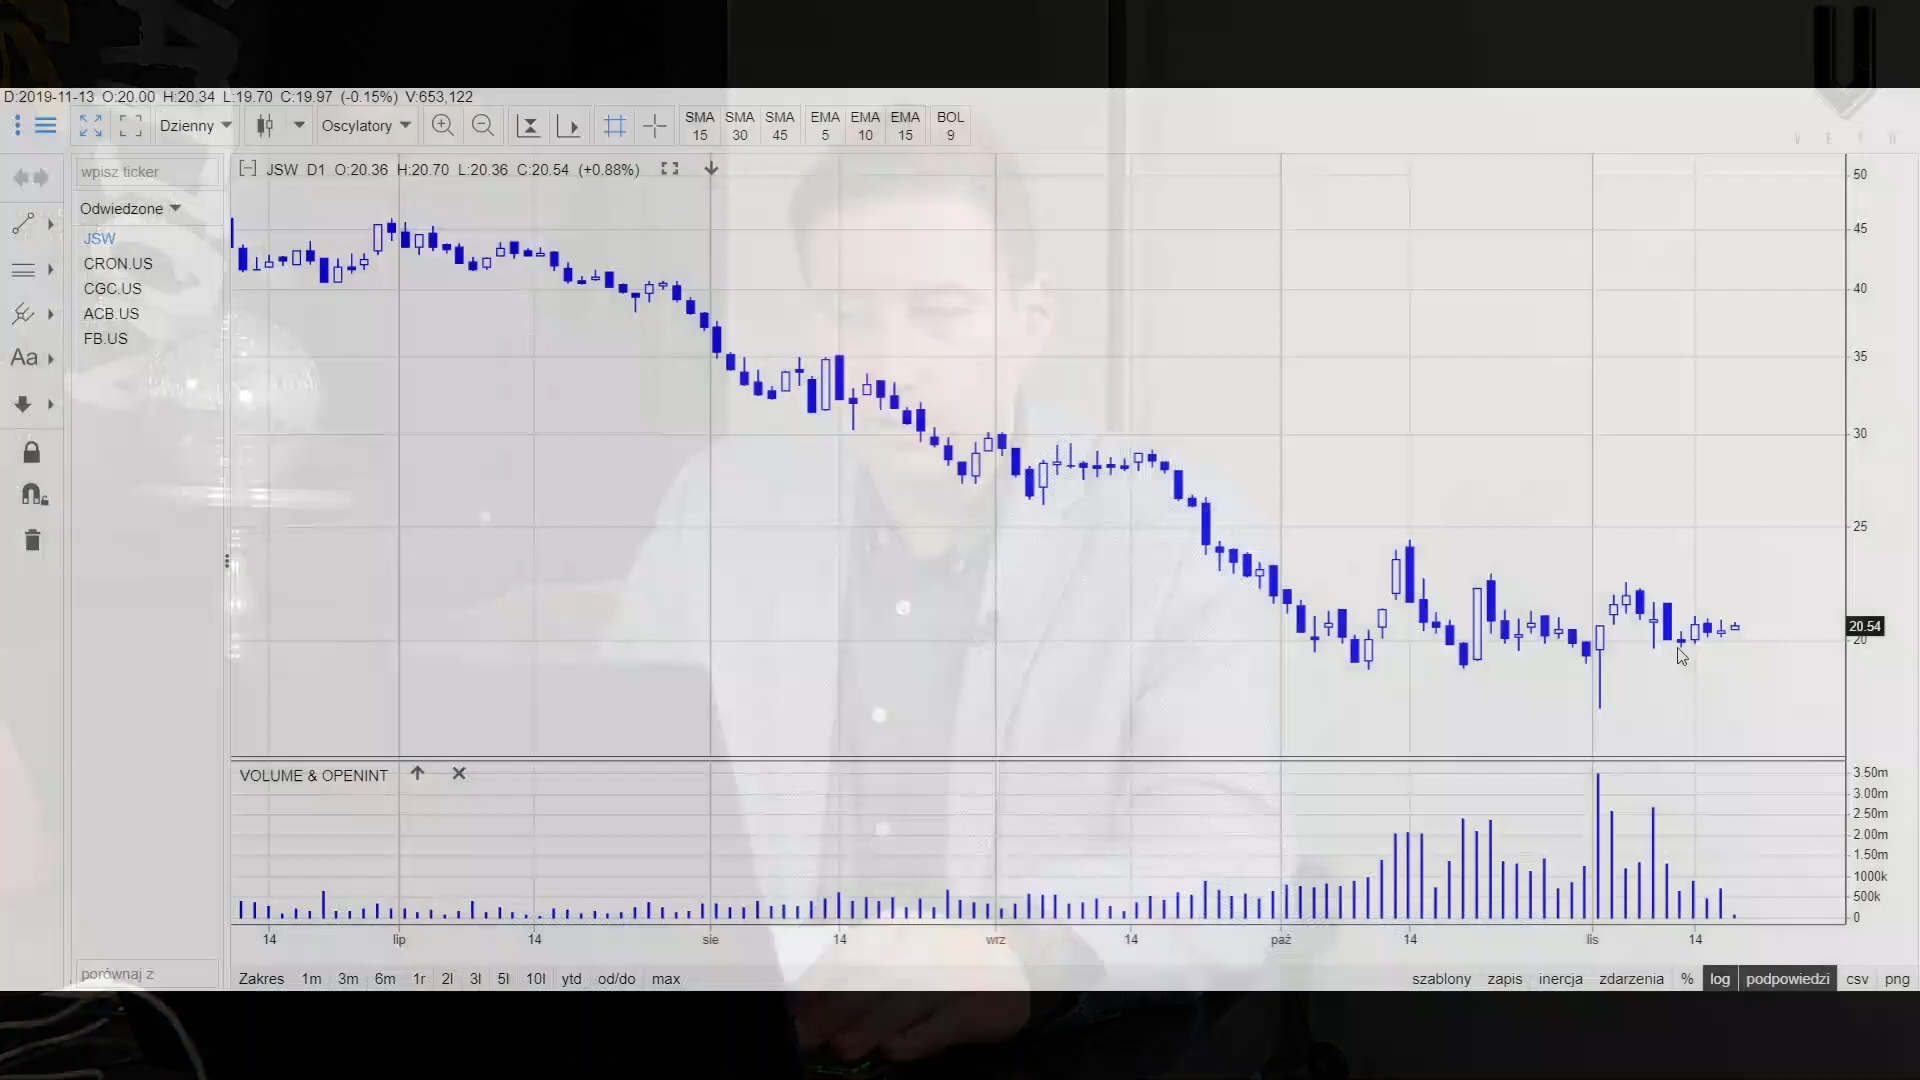 D:2019-11-13 O:20.00 H:20.34 L:19.70 C:19.97 (-0.15%) V:653,122
Dzienny Oscylatory SMA 15 SMA 30 SMA 45 EMA 5 EMA 10 EMA 15 BOL 9
wpisz ticker
[-] JSW D1 O:20.36 H:20.70 L:20.36 C:20.54 (+0.88%)
Odwiedzone
JSW
CRON.US
CGC.US
ACB.US
FB.US
Aa
50
45
40
35
30
25
20.54
20
VOLUME & OPENINT
3.50m
3.00m
2.50m
2.00m
1.50m
1000k
500k
0
14 lip 14 sie 14 wrz 14 paź 14 lis 14
porównaj z
Zakres 1m 3m 6m 1r 2l 3l 5l 10l ytd od/do max szablony zapis inercja zdarzenia % log podpowiedzi csv png